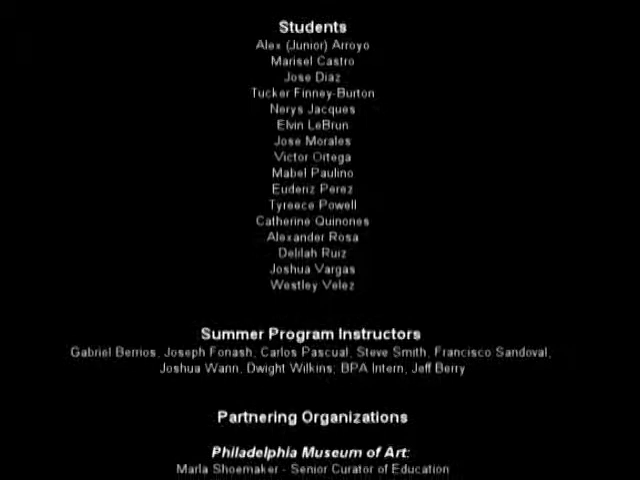 Students
Alex (Junior) Arroyo
Marisel Castro
Jose Diaz
Tucker Finney-Burton
Nerys Jacques
Elvin LeBrun
Jose Morales
Victor Ortega
Mabel Paulino
Euderiz Perez
Tyreece Powell
Catherine Quinones
Alexander Rosa
Delilah Ruiz
Joshua Vargas
Westley Velez
Summer Program Instructors
Gabriel Berrios, Joseph Fonash, Carlos Pascual, Steve Smith, Francisco Sandoval,
Joshua Wann, Dwight Wilkins; BPA Intern, Jeff Berry
Partnering Organizations
Philadelphia Museum of Art:
Marla Shoemaker - Senior Curator of Education